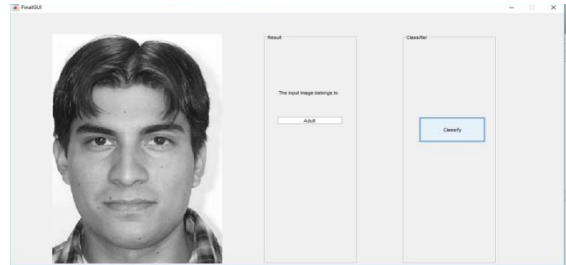 FinalGUI
Result
Classifier
The input image belongs to
Adult
Classify